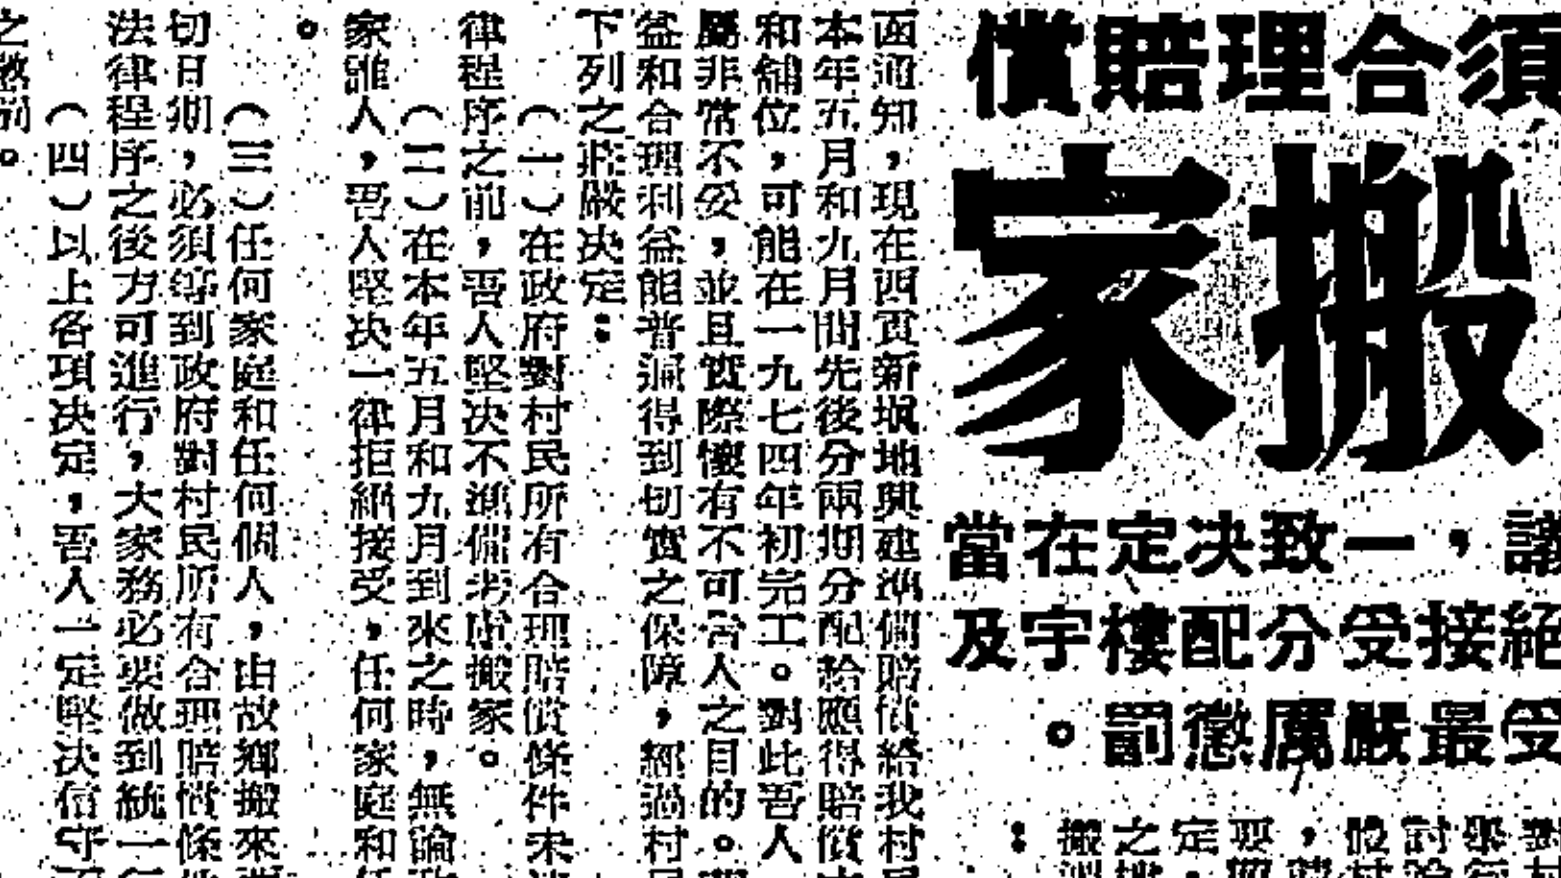 須合理賠償
搬家
議，一致决定在當
絕接受分配樓宇及
受最嚴厲懲罰。
函通知，現在西貢新填地興建準備賠償給我村
本年五月和九月間先後分兩期分配給應得賠償
和舖位，可能在一九七四年初完工。對此吾人
屬非常不妥，並且實際懷有不可告人之目的。
益和合理利益能普遍得到切實之保障，經過村
下列之莊嚴决定：
（一）在政府對村民所有合理賠償條件未
律程序之前，吾人堅决不準備考慮搬家。
（二）在本年五月和九月到來之時，無論
家誰人，吾人堅决一律拒絕接受，任何家庭和
。
（三）任何家庭和任何個人，由故鄉搬來
切日期，必須等到政府對村民所有合理賠償條
法律程序之後方可進行，大家務必要做到統一
（四）以上各項决定，吾人一定堅决信守
之懲罰。